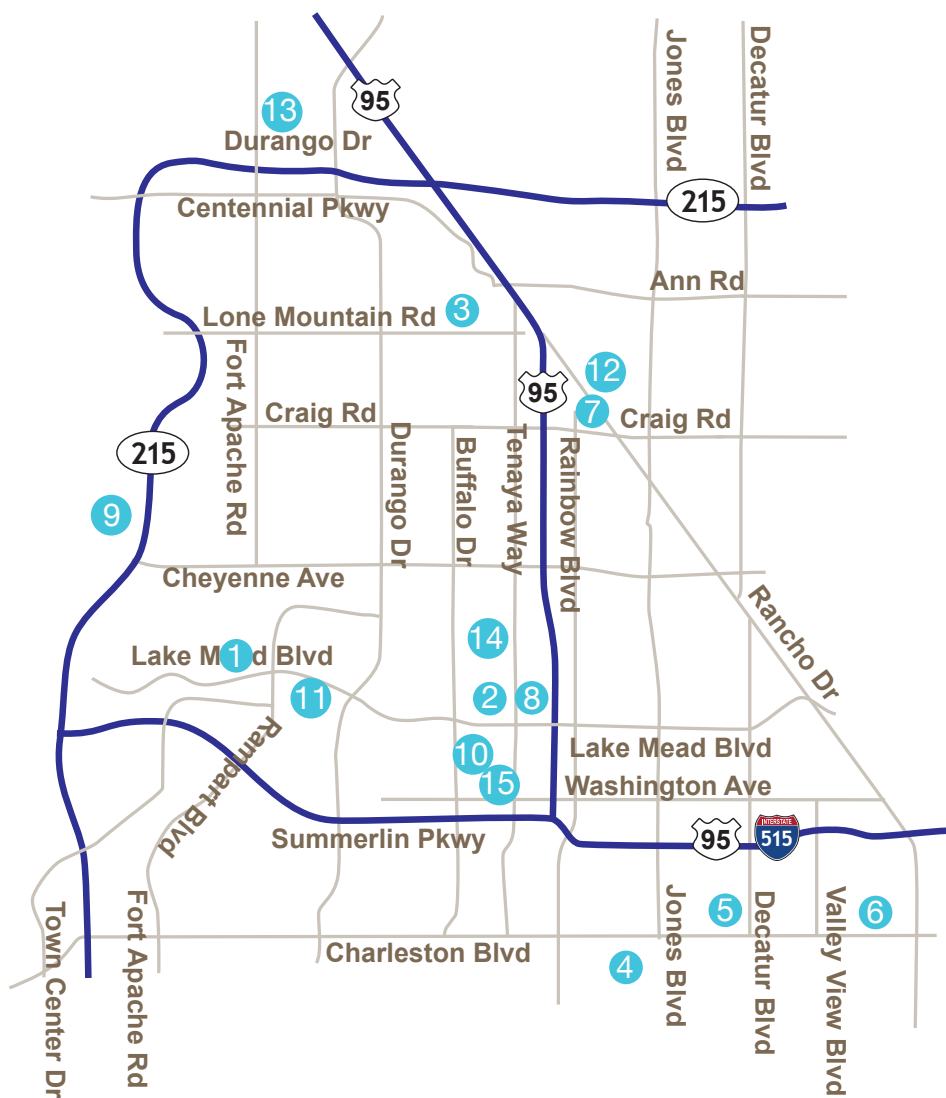 Jones Blvd
Decatur Blvd
95
13
Durango Dr
215
Centennial Pkwy
Ann Rd
Lone Mountain Rd
3
Fort Apache Rd
12
95
7
Craig Rd
Craig Rd
Durango Dr
Buffalo Dr
Tenaya Way
Rainbow Blvd
215
9
Cheyenne Ave
Rancho Dr
14
Lake Mead Blvd
1
11
2
8
Rampart Blvd
10
Lake Mead Blvd
15
Washington Ave
Summerlin Pkwy
95
INTERSTATE
515
Town Center Dr
Fort Apache Rd
Charleston Blvd
4
Jones Blvd
5
Decatur Blvd
Valley View Blvd
6